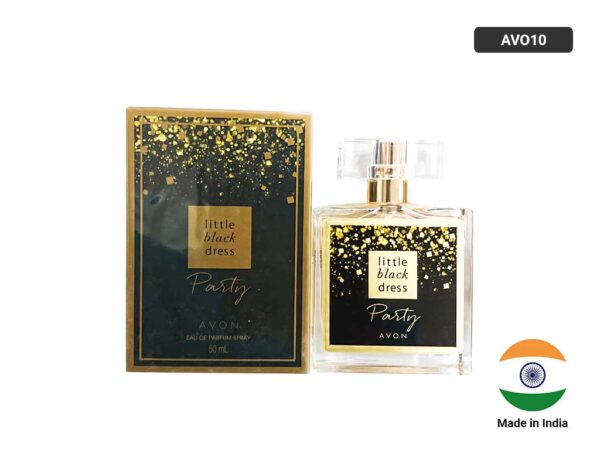 AVO10
little
black
dress
Party
AVON
EAU DE PARFUM SPRAY
50 mL
little
black
dress
Party
AVON
Made in India